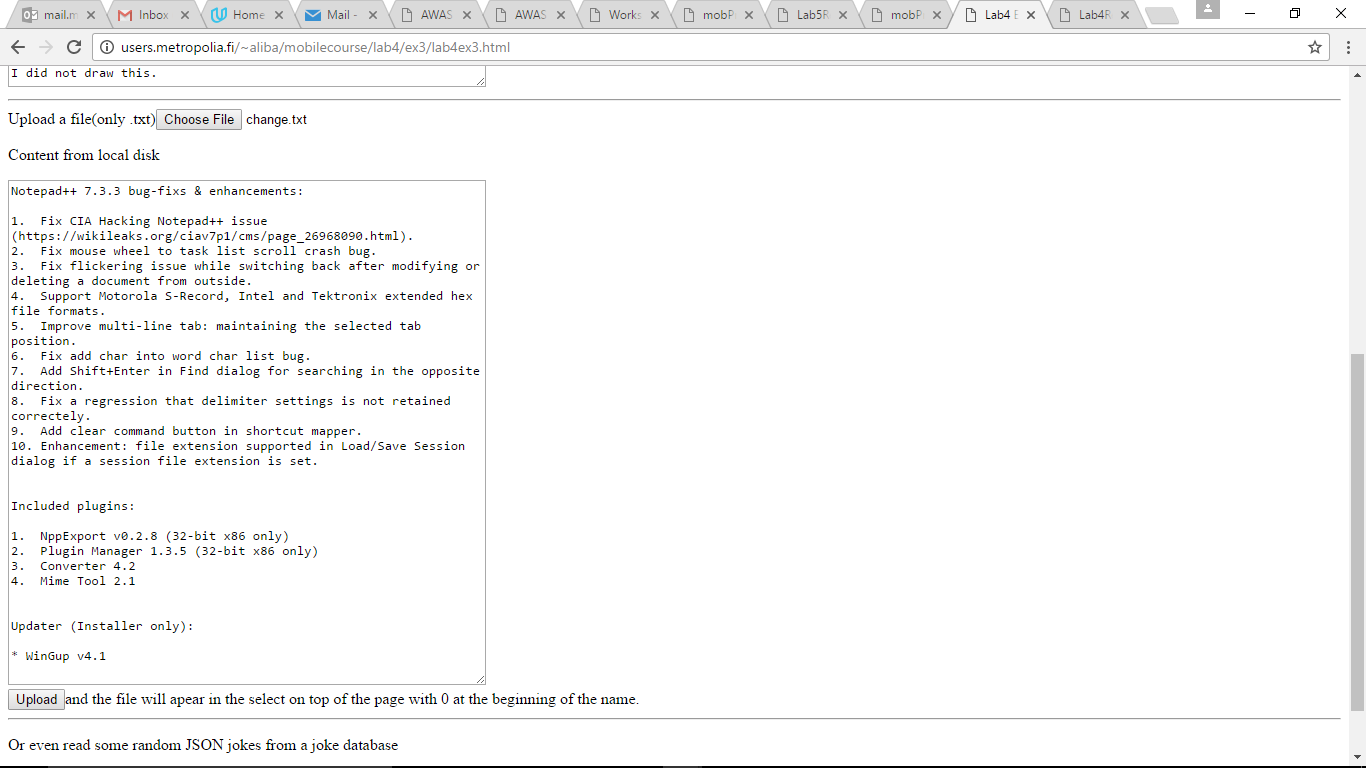 mail.m
Inbox
Home
Mail -
AWAS
AWAS
Works
mobP
Lab5R
mobP
Lab4 E
Lab4R
users.metropolia.fi/~aliba/mobilecourse/lab4/ex3/lab4ex3.html
I did not draw this.
Upload a file(only .txt) Choose File change.txt
Content from local disk
Notepad++ 7.3.3 bug-fixs & enhancements:
1. Fix CIA Hacking Notepad++ issue
(https://wikileaks.org/ciav7p1/cms/page_26968090.html).
2. Fix mouse wheel to task list scroll crash bug.
3. Fix flickering issue while switching back after modifying or
deleting a document from outside.
4. Support Motorola S-Record, Intel and Tektronix extended hex
file formats.
5. Improve multi-line tab: maintaining the selected tab
position.
6. Fix add char into word char list bug.
7. Add Shift+Enter in Find dialog for searching in the opposite
direction.
8. Fix a regression that delimiter settings is not retained
correctely.
9. Add clear command button in shortcut mapper.
10. Enhancement: file extension supported in Load/Save Session
dialog if a session file extension is set.
Included plugins:
1. NppExport v0.2.8 (32-bit x86 only)
2. Plugin Manager 1.3.5 (32-bit x86 only)
3. Converter 4.2
4. Mime Tool 2.1
Updater (Installer only):
* WinGup v4.1
Upload and the file will apear in the select on top of the page with 0 at the beginning of the name.
Or even read some random JSON jokes from a joke database